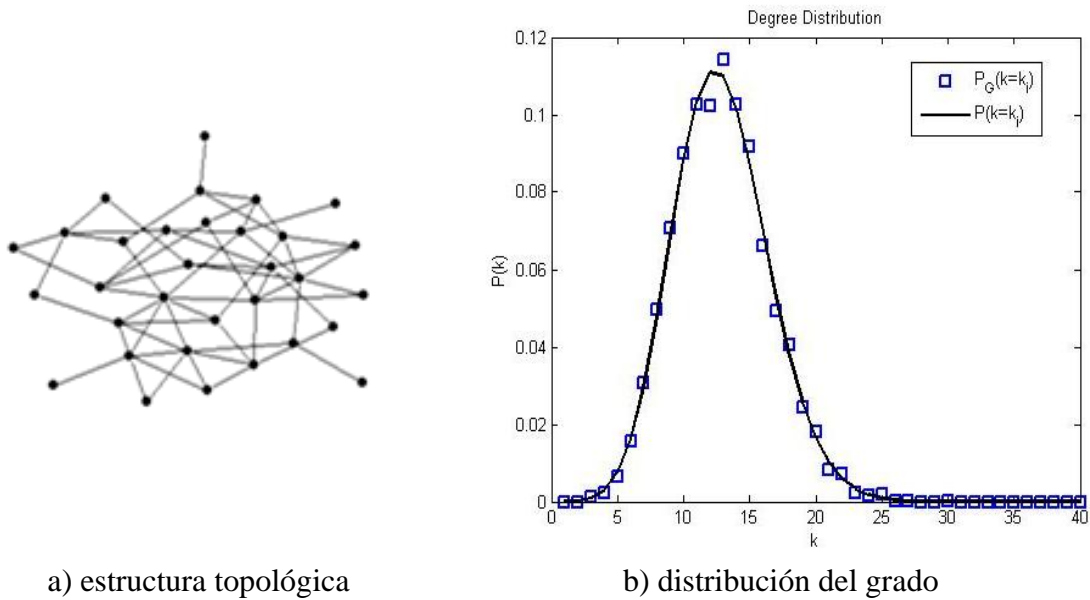 Degree Distribution
0.12
0.1
0.08
0.06
0.04
0.02
0
P(k)
P_G(k=k_i)
P(k=k_i)
0 5 10 15 20 25 30 35 40
k
a) estructura topológica
b) distribución del grado